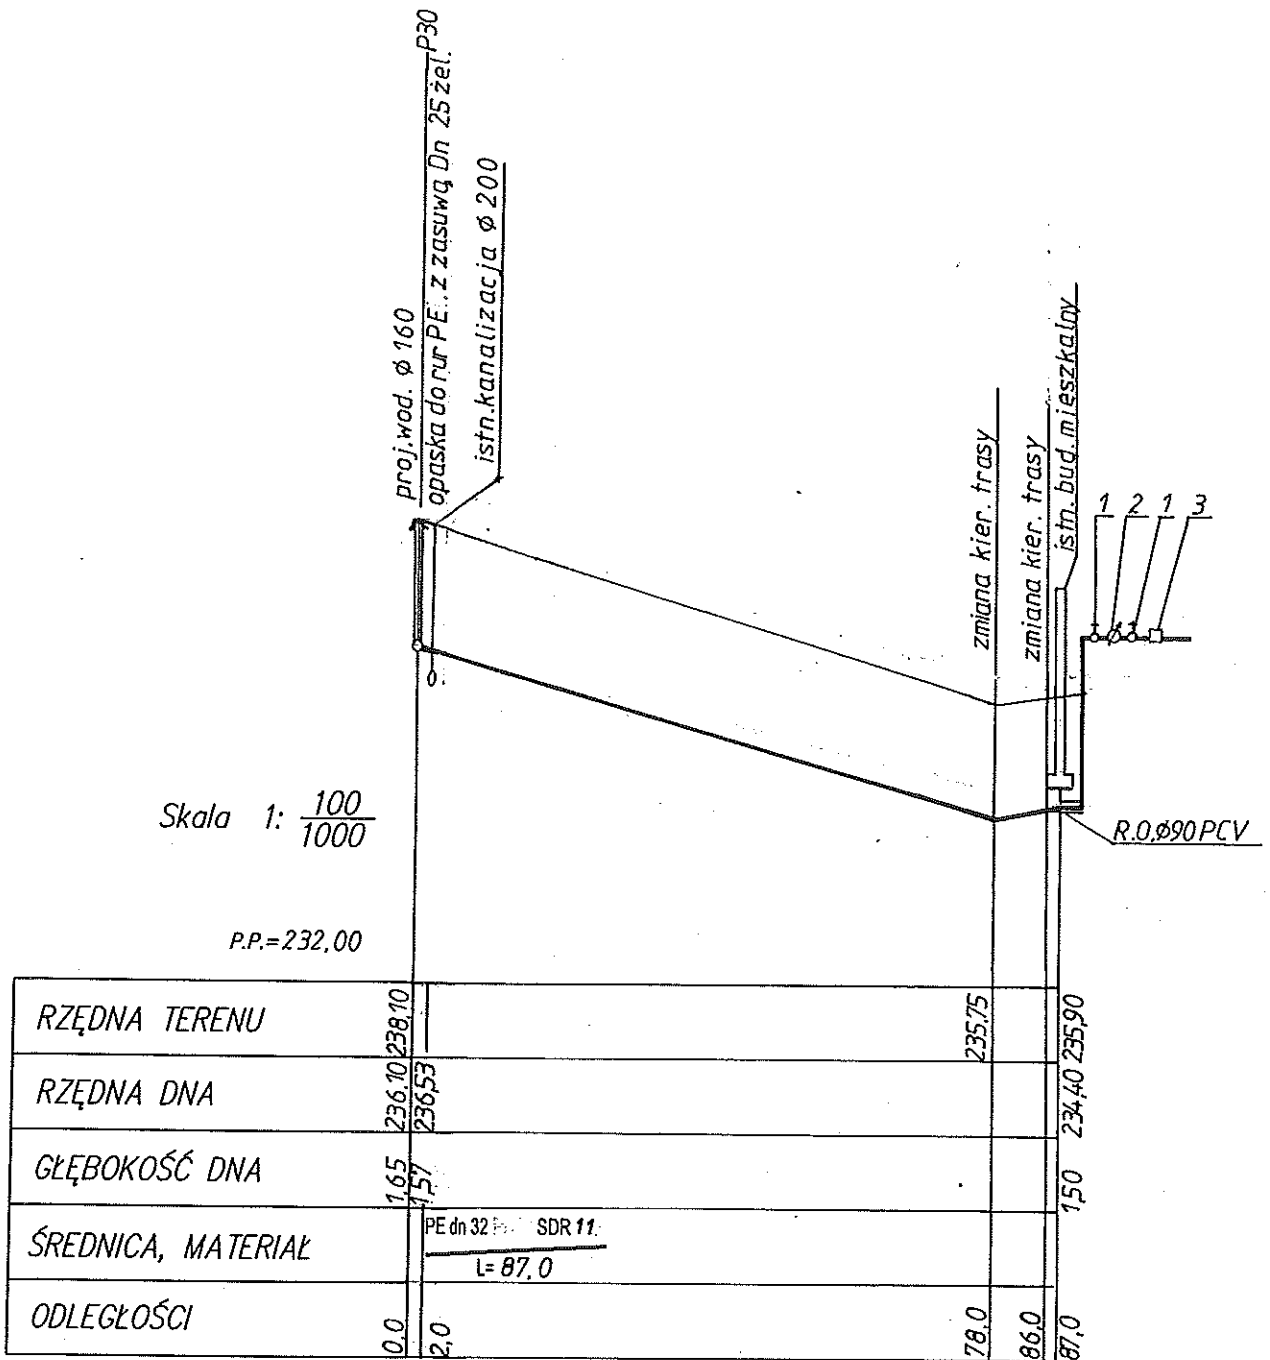 P30
proj.wod. ø 160
opaska do rur PE. z zasuwą Dn 25 żel.
istn.kanalizacja ø 200
zmiana kier. trasy
zmiana kier. trasy
istn. bud. mieszkalny
1 2 1 3
Skala 1: 100
1000
R.O.ø90 PCV
P.P.=232,00
RZĘDNA TERENU 238,10 235,75 235,90
RZĘDNA DNA 236,10 236,53 234,40
GŁĘBOKOŚĆ DNA 1,65 1,57 1,50
ŚREDNICA, MATERIAŁ PE dn 32 SDR 11
L= 87,0
ODLEGŁOŚCI 0,0 2,0 78,0 86,0 87,0